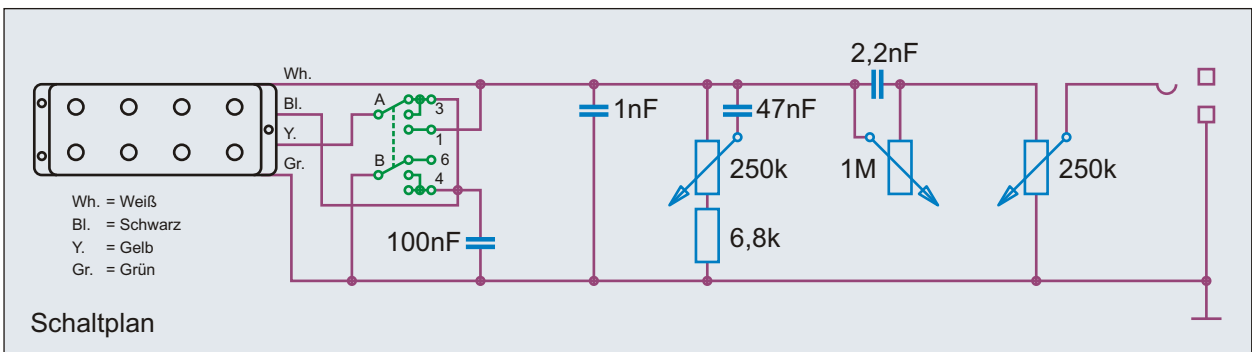 Wh.
Bl.
Y.
Gr.
A
3
1
B
6
4
100nF
1nF
47nF
250k
6,8k
2,2nF
1M
250k
Wh. = Weiß
Bl. = Schwarz
Y. = Gelb
Gr. = Grün
Schaltplan